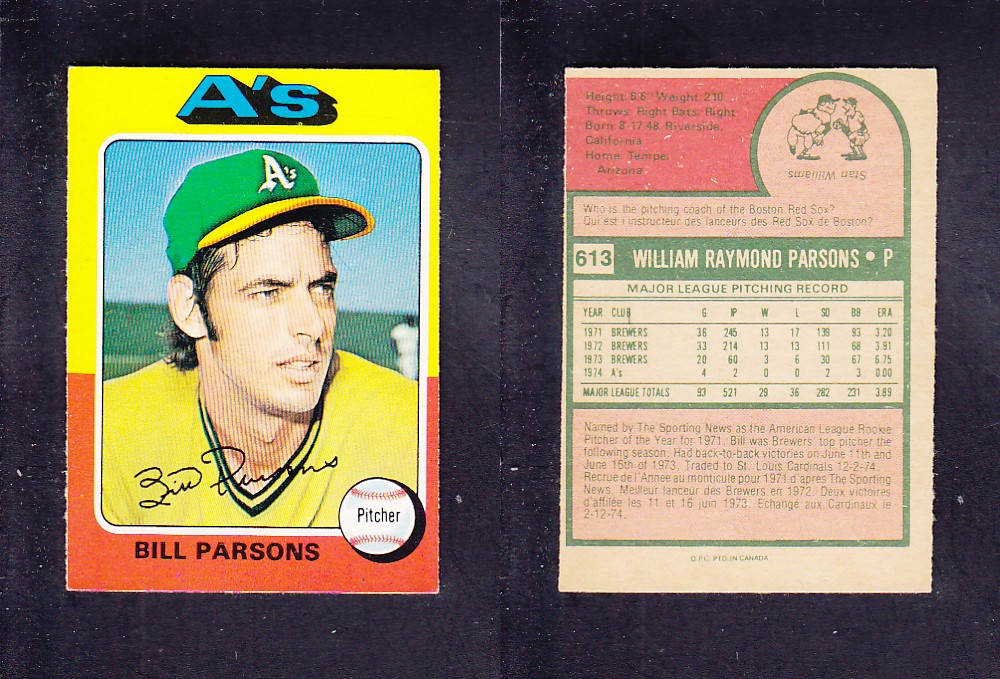 A's
A's
Bill Parsons
Pitcher
BILL PARSONS
Height: 6'6" Weight: 210
Throws: Right Bats: Right
Born: 8-17-48, Riverside,
California
Home: Tempe,
Arizona
Stan Williams
Who is the pitching coach of the Boston Red Sox?
Qui est l'instructeur des lanceurs des Red Sox de Boston?
613 WILLIAM RAYMOND PARSONS • P
MAJOR LEAGUE PITCHING RECORD
YEAR CLUB G IP W L SO BB ERA
1971 BREWERS 36 245 13 17 139 93 3.20
1972 BREWERS 33 214 13 13 111 68 3.91
1973 BREWERS 20 60 3 6 30 67 6.75
1974 A's 4 2 0 0 2 3 0.00
MAJOR LEAGUE TOTALS 93 521 29 36 282 231 3.89
Named by The Sporting News as the American League Rookie
Pitcher of the Year for 1971, Bill was Brewers' top pitcher the
following season. Had back-to-back victories on June 11th and
June 16th of 1973. Traded to St. Louis Cardinals 12-2-74.
Recrue de l'Annee au monticule pour 1971 d'apres The Sporting
News. Meilleur lanceur des Brewers en 1972. Deux victoires
d'affilée les 11 et 16 juin 1973. Echangé aux Cardinaux le
2-12-74.
O.P.C. PTD. IN CANADA